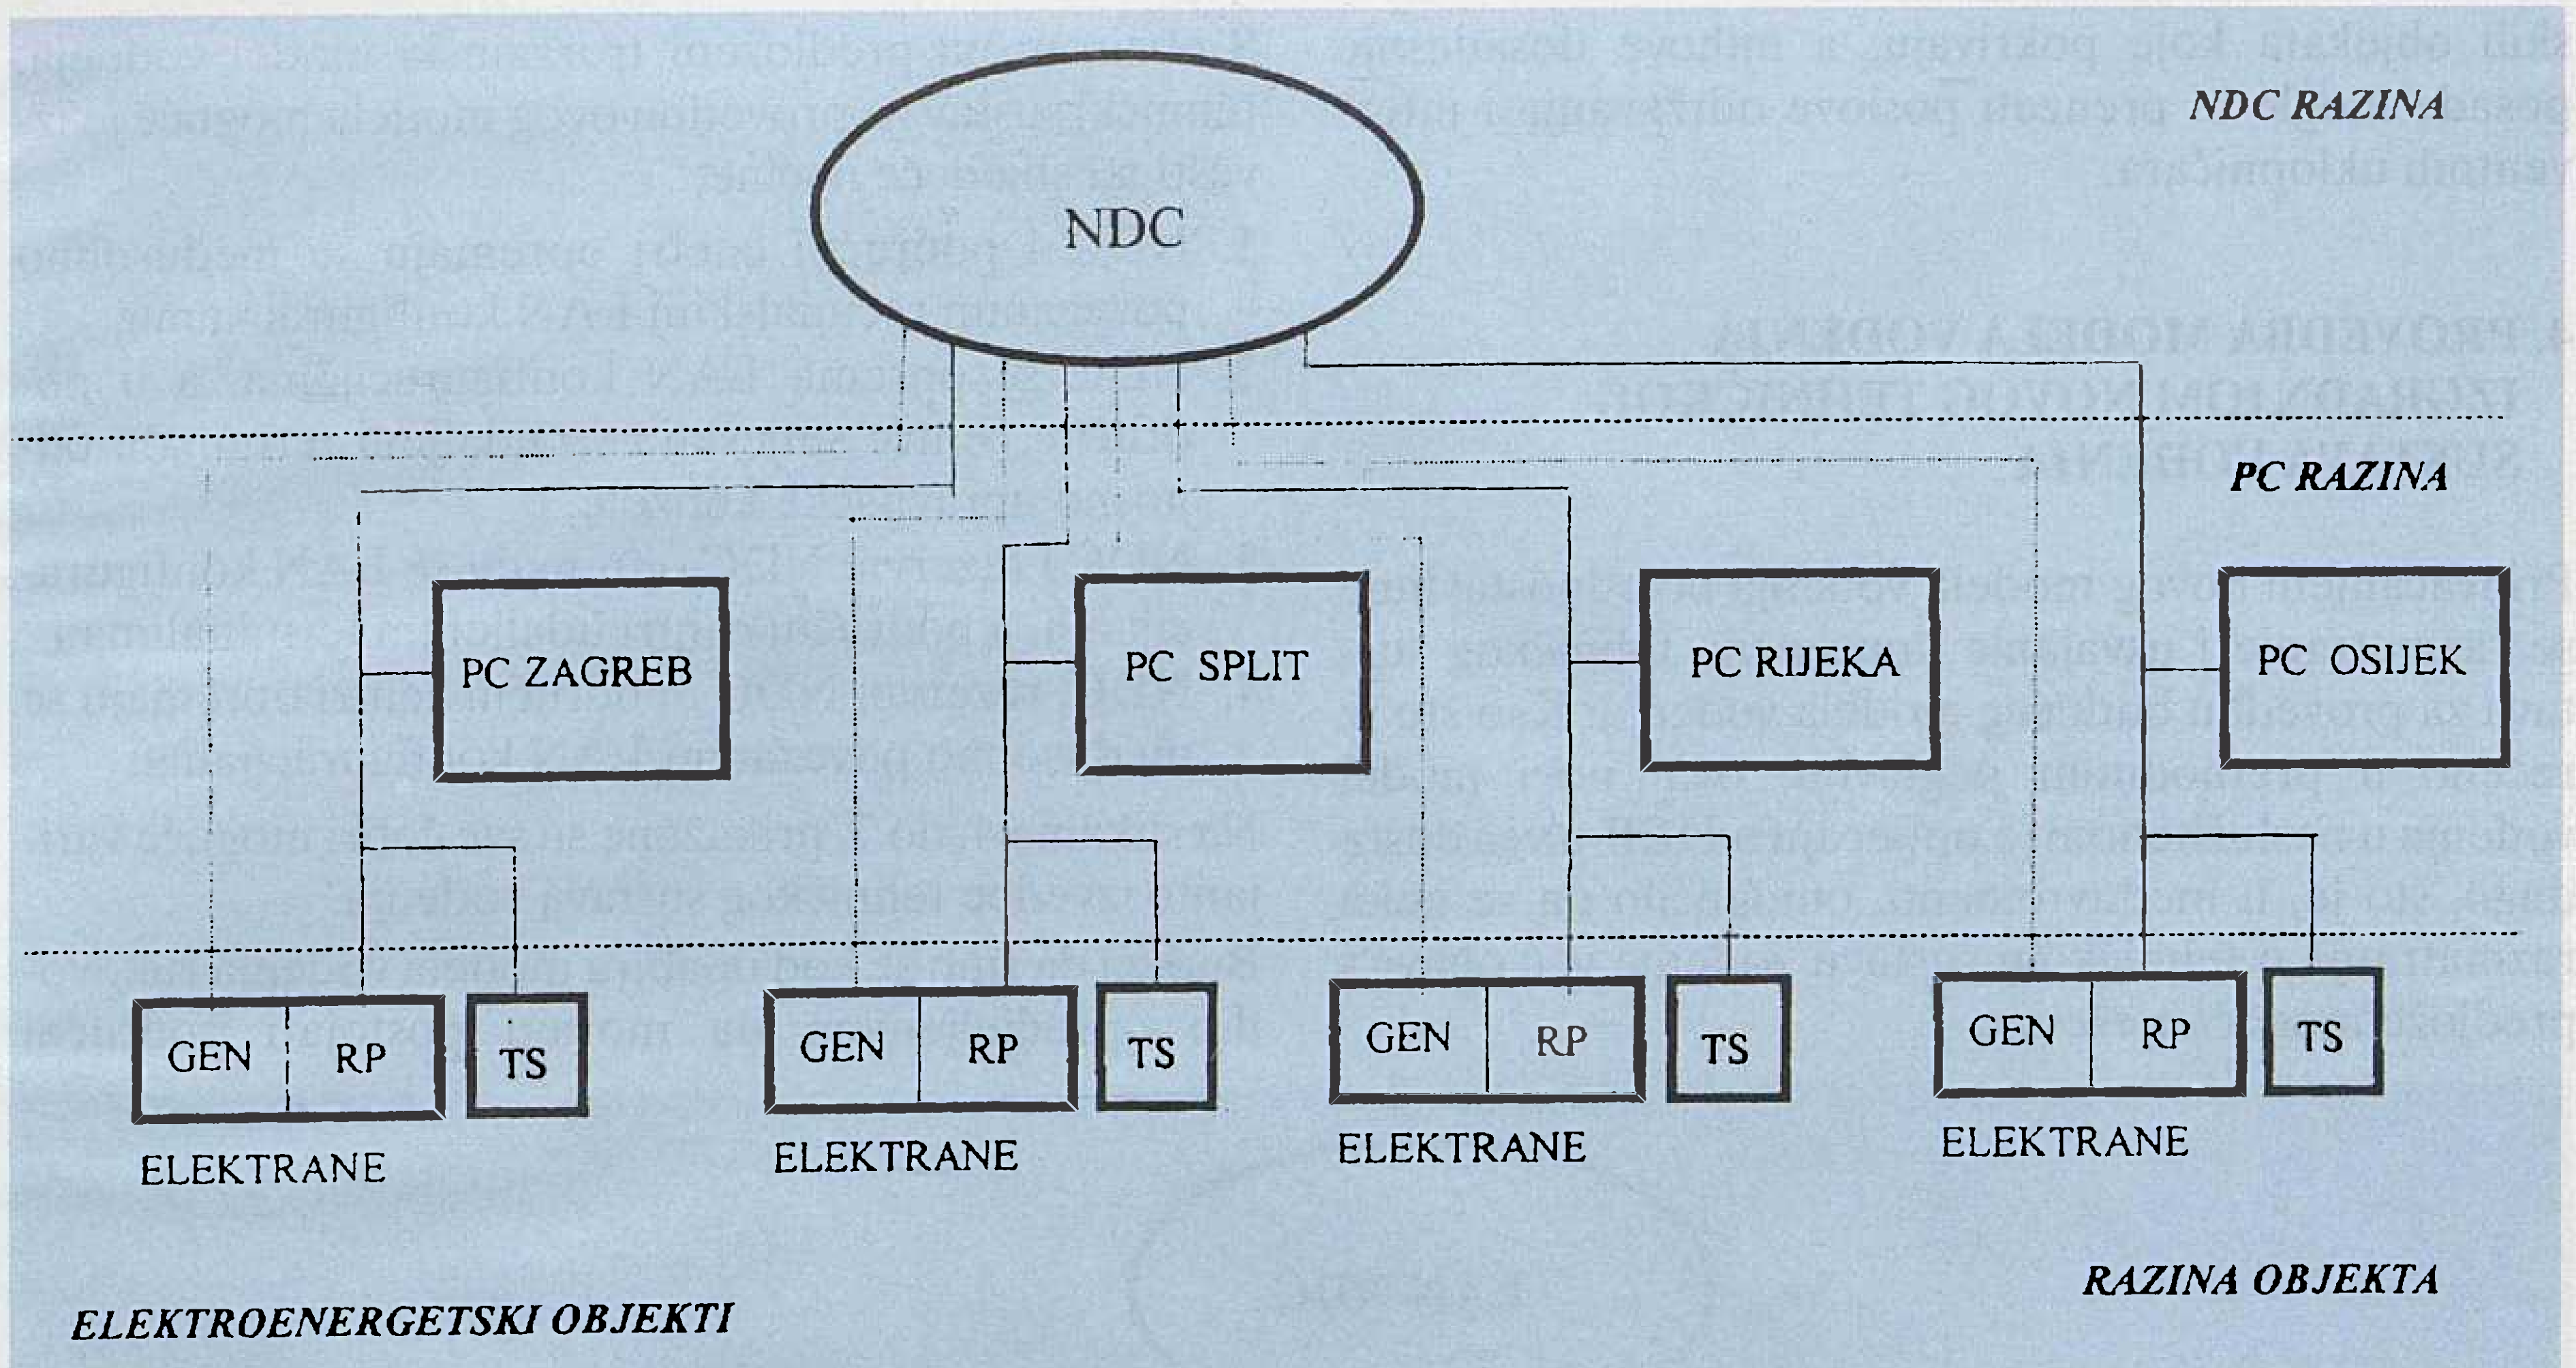 NDC RAZINA
NDC
PC RAZINA
PC ZAGREB
PC SPLIT
PC RIJEKA
PC OSIJEK
GEN RP TS
GEN RP TS
GEN RP TS
GEN RP TS
ELEKTRANE
ELEKTRANE
ELEKTRANE
ELEKTRANE
RAZINA OBJEKTA
ELEKTROENERGETSKI OBJEKTI